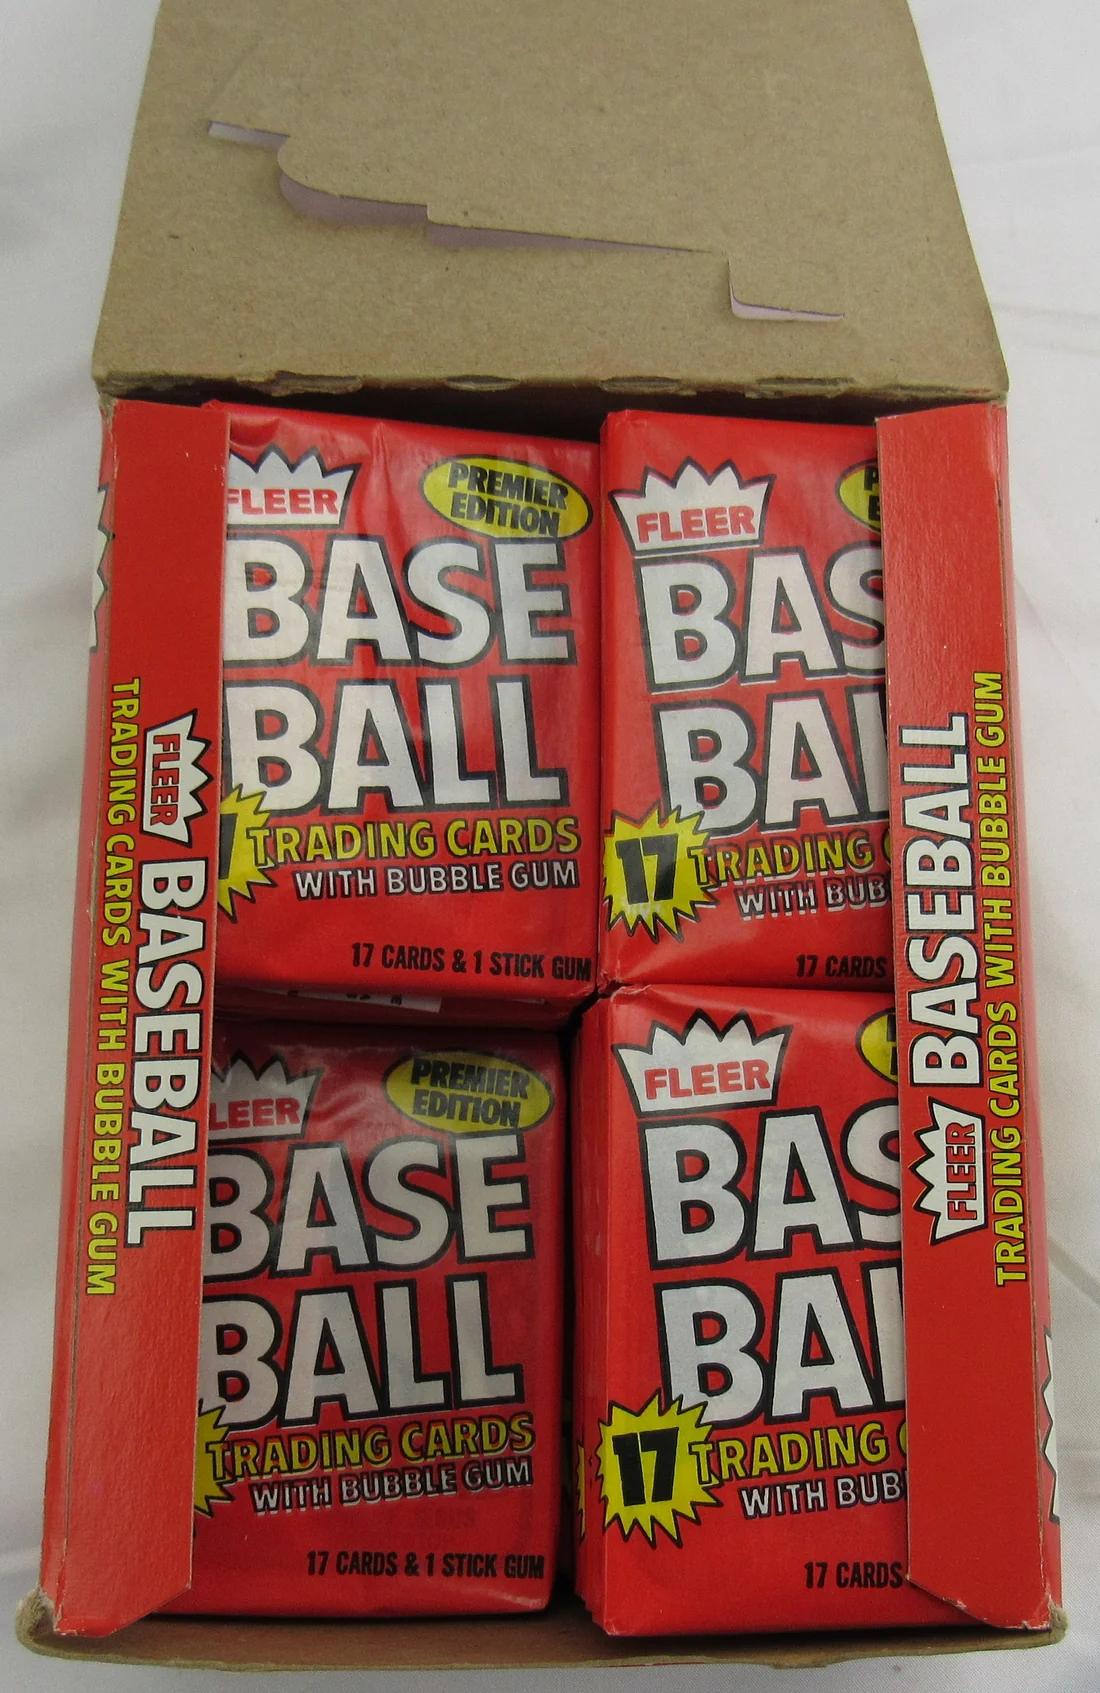 FLEER
PREMIER
EDITION
BASE
BALL
TRADING CARDS
WITH BUBBLE GUM
17 CARDS & 1 STICK GUM
FLEER
BAS
BAL
17 TRADING
WITH BUB
17 CARDS
FLEER BASEBALL
TRADING CARDS WITH BUBBLE GUM
FLEER BASEBALL
TRADING CARDS WITH BUBBLE GUM
LEER
PREMIER
EDITION
BASE
BALL
TRADING CARDS
WITH BUBBLE GUM
17 CARDS & 1 STICK GUM
FLEER
BAS
BAL
17 TRADING
WITH BUB
17 CARDS